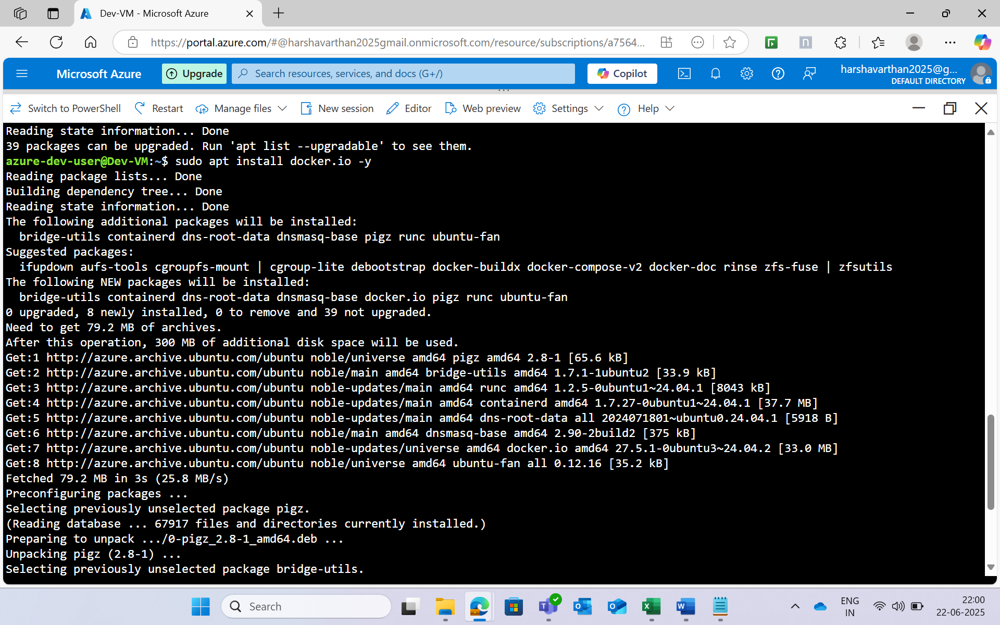 Dev-VM - Microsoft Azure
https://portal.azure.com/#@harshavarthan2025gmail.onmicrosoft.com/resource/subscriptions/a7564...
Microsoft Azure
Upgrade
Search resources, services, and docs (G+/)
Copilot
harshavarthan2025@g...
DEFAULT DIRECTORY
Switch to PowerShell Restart Manage files New session Editor Web preview Settings Help
Reading state information... Done
39 packages can be upgraded. Run 'apt list --upgradable' to see them.
azure-dev-user@Dev-VM:~$ sudo apt install docker.io -y
Reading package lists... Done
Building dependency tree... Done
Reading state information... Done
The following additional packages will be installed:
  bridge-utils containerd dns-root-data dnsmasq-base pigz runc ubuntu-fan
Suggested packages:
  ifupdown aufs-tools cgroupfs-mount | cgroup-lite debootstrap docker-buildx docker-compose-v2 docker-doc rinse zfs-fuse | zfsutils
The following NEW packages will be installed:
  bridge-utils containerd dns-root-data dnsmasq-base docker.io pigz runc ubuntu-fan
0 upgraded, 8 newly installed, 0 to remove and 39 not upgraded.
Need to get 79.2 MB of archives.
After this operation, 300 MB of additional disk space will be used.
Get:1 http://azure.archive.ubuntu.com/ubuntu noble/universe amd64 pigz amd64 2.8-1 [65.6 kB]
Get:2 http://azure.archive.ubuntu.com/ubuntu noble/main amd64 bridge-utils amd64 1.7.1-1ubuntu2 [33.9 kB]
Get:3 http://azure.archive.ubuntu.com/ubuntu noble-updates/main amd64 runc amd64 1.2.5-0ubuntu1~24.04.1 [8043 kB]
Get:4 http://azure.archive.ubuntu.com/ubuntu noble-updates/main amd64 containerd amd64 1.7.27-0ubuntu1~24.04.1 [37.7 MB]
Get:5 http://azure.archive.ubuntu.com/ubuntu noble-updates/main amd64 dns-root-data all 2024071801~ubuntu0.24.04.1 [5918 B]
Get:6 http://azure.archive.ubuntu.com/ubuntu noble/main amd64 dnsmasq-base amd64 2.90-2build2 [375 kB]
Get:7 http://azure.archive.ubuntu.com/ubuntu noble-updates/universe amd64 docker.io amd64 27.5.1-0ubuntu3~24.04.2 [33.0 MB]
Get:8 http://azure.archive.ubuntu.com/ubuntu noble/universe amd64 ubuntu-fan all 0.12.16 [35.2 kB]
Fetched 79.2 MB in 3s (25.8 MB/s)
Preconfiguring packages ...
Selecting previously unselected package pigz.
(Reading database ... 67917 files and directories currently installed.)
Preparing to unpack .../0-pigz_2.8-1_amd64.deb ...
Unpacking pigz (2.8-1) ...
Selecting previously unselected package bridge-utils.
Search
ENG
IN
22:00
22-06-2025